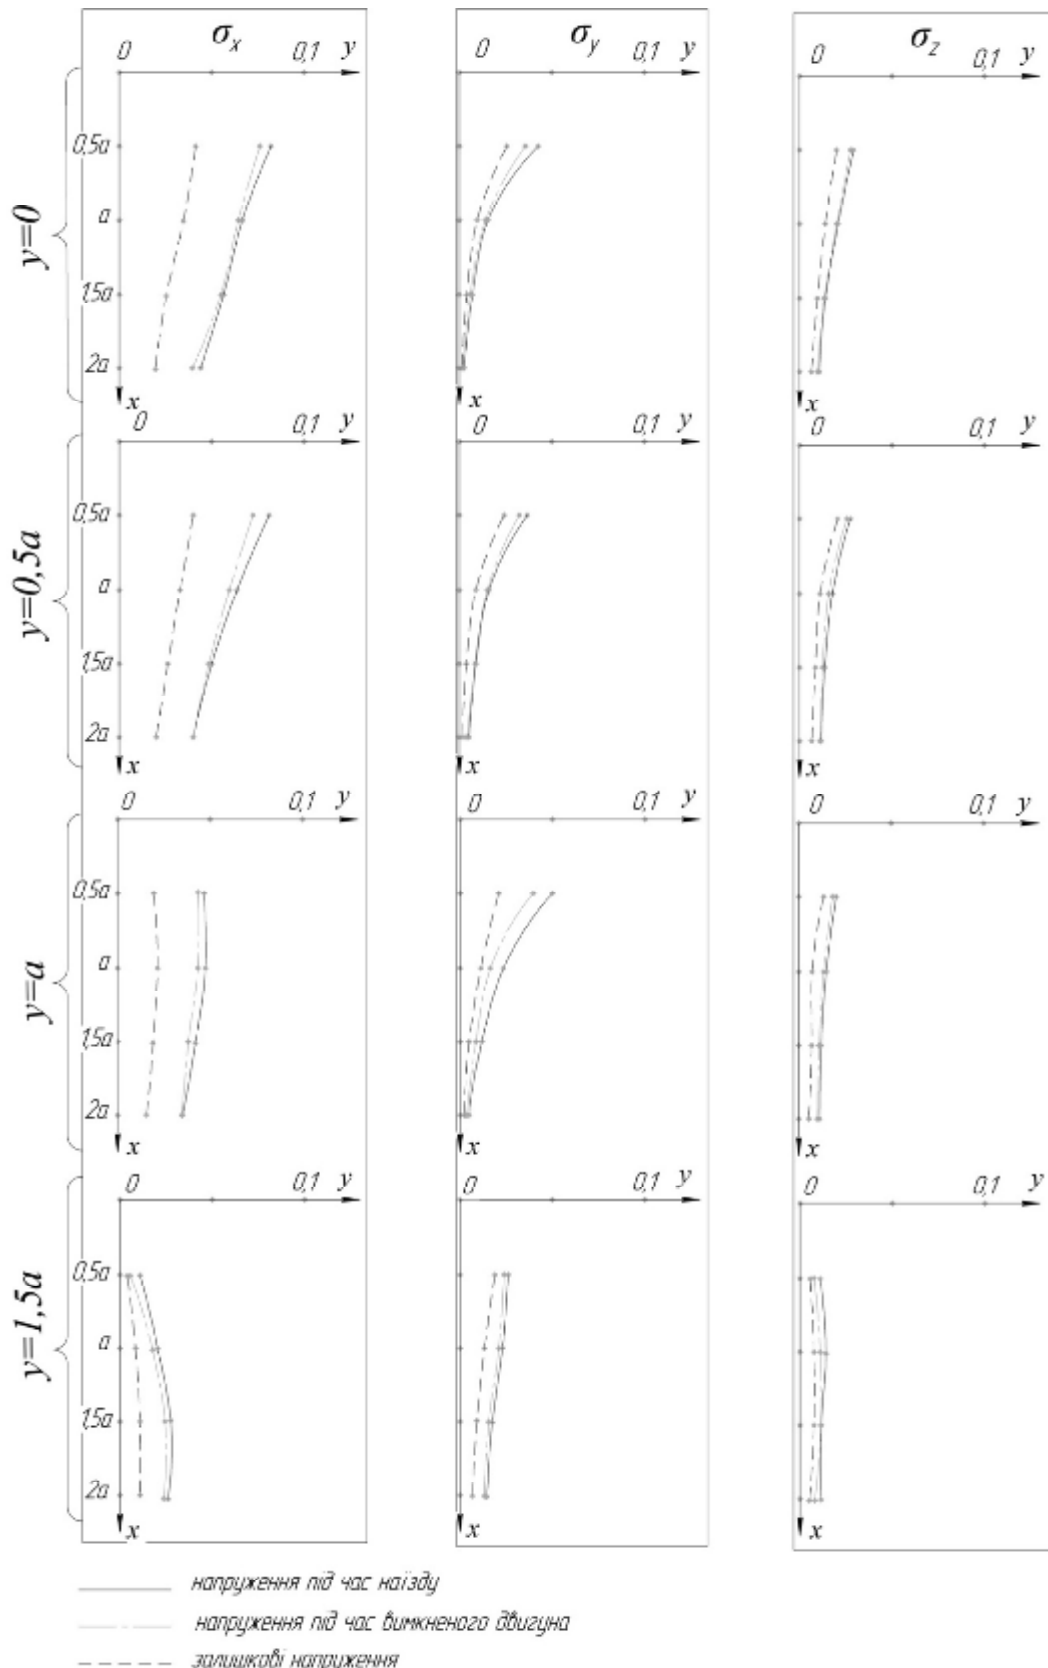 σx
0 0,1 y
σy
0 0,1 y
σz
0 0,1 y
y=0
0,5a
a
1,5a
2a
x
x
x
0 0,1 y
0 0,1 y
0 0,1 y
y=0,5a
0,5a
a
1,5a
2a
x
x
x
0 0,1 y
0 0,1 y
0 0,1 y
y=a
0,5a
a
1,5a
2a
x
x
x
0 0,1 y
0 0,1 y
0 0,1 y
y=1,5a
0,5a
a
1,5a
2a
x
x
x
напруження під час наїзду
напруження під час вимкненого двигуна
залишкові напруження